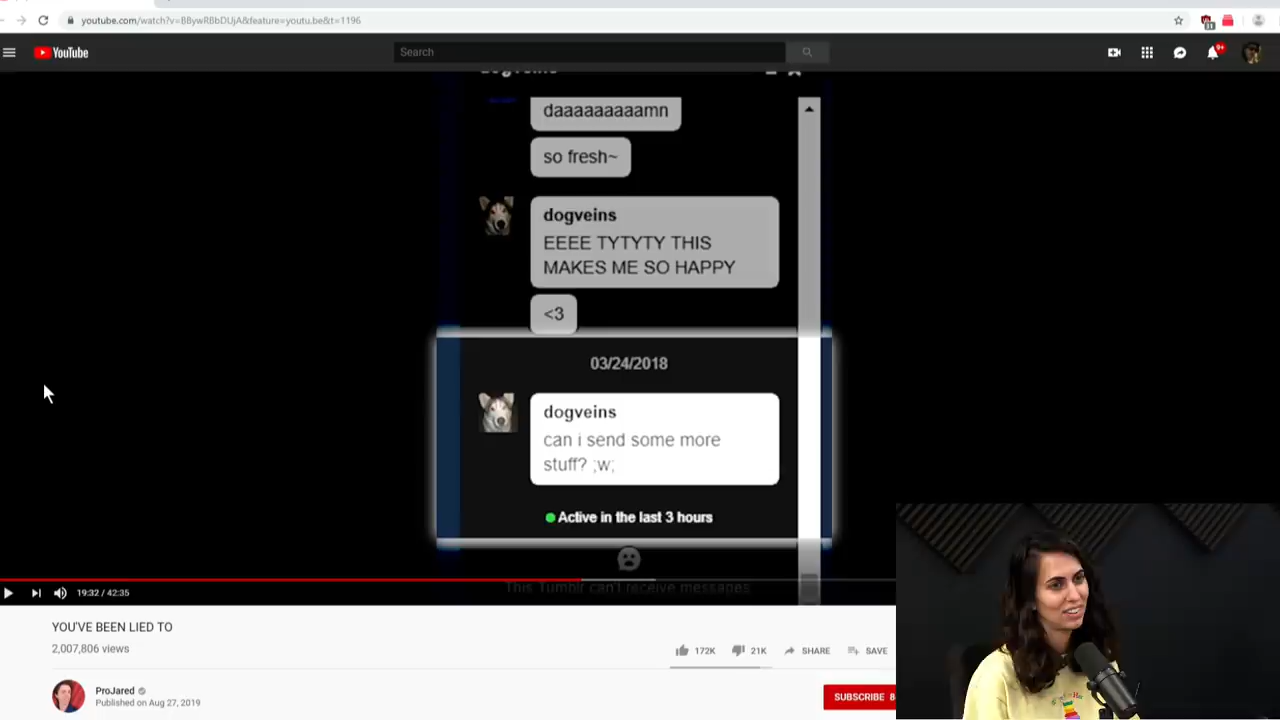 youtube.com/watch?v=BBywRBbDUjA&feature=youtu.be&t=1196
31
YouTube
Search
9+
dogveins
daaaaaaaaamn
so fresh~
dogveins
EEEE TYTYTY THIS
MAKES ME SO HAPPY
<3
03/24/2018
dogveins
can i send some more
stuff? ;w;
Active in the last 3 hours
This Tumblr can't receive messages
19:32 / 42:35
YOU'VE BEEN LIED TO
2,007,806 views
172K
21K
SHARE
SAVE
ProJared
Published on Aug 27, 2019
SUBSCRIBE